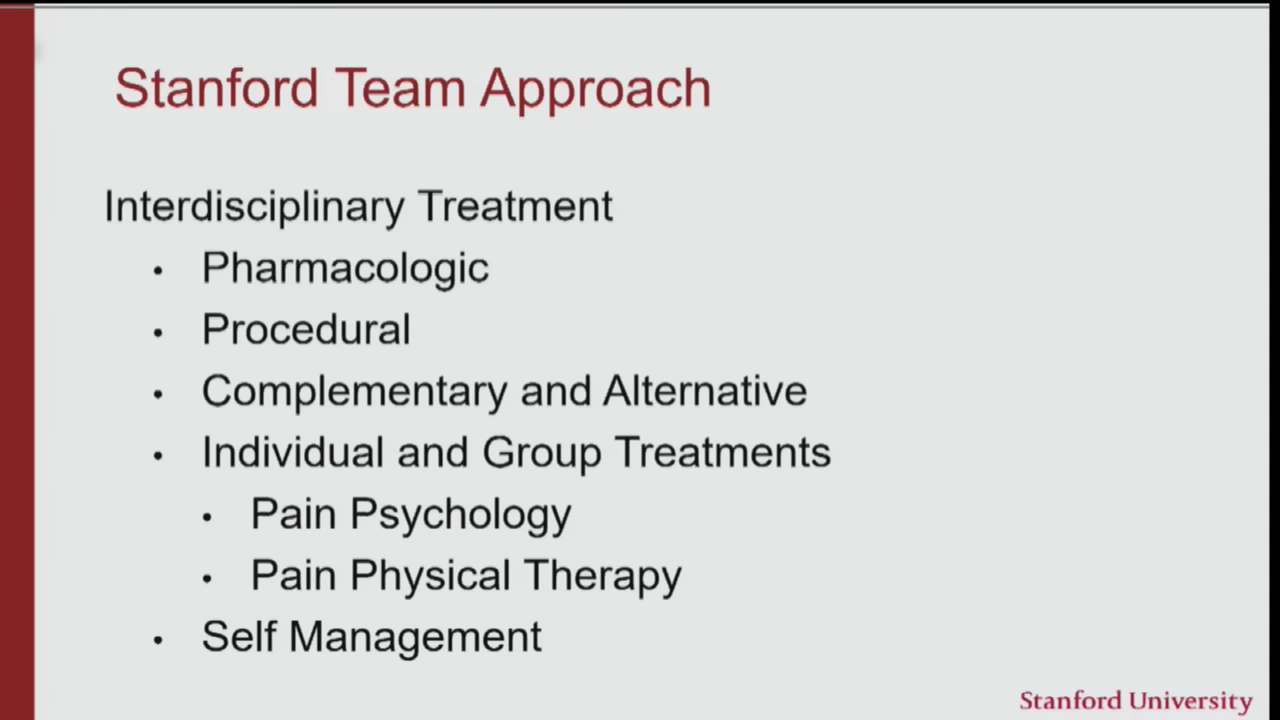 Stanford Team Approach
Interdisciplinary Treatment
• Pharmacologic
• Procedural
• Complementary and Alternative
• Individual and Group Treatments
• Pain Psychology
• Pain Physical Therapy
• Self Management
Stanford University